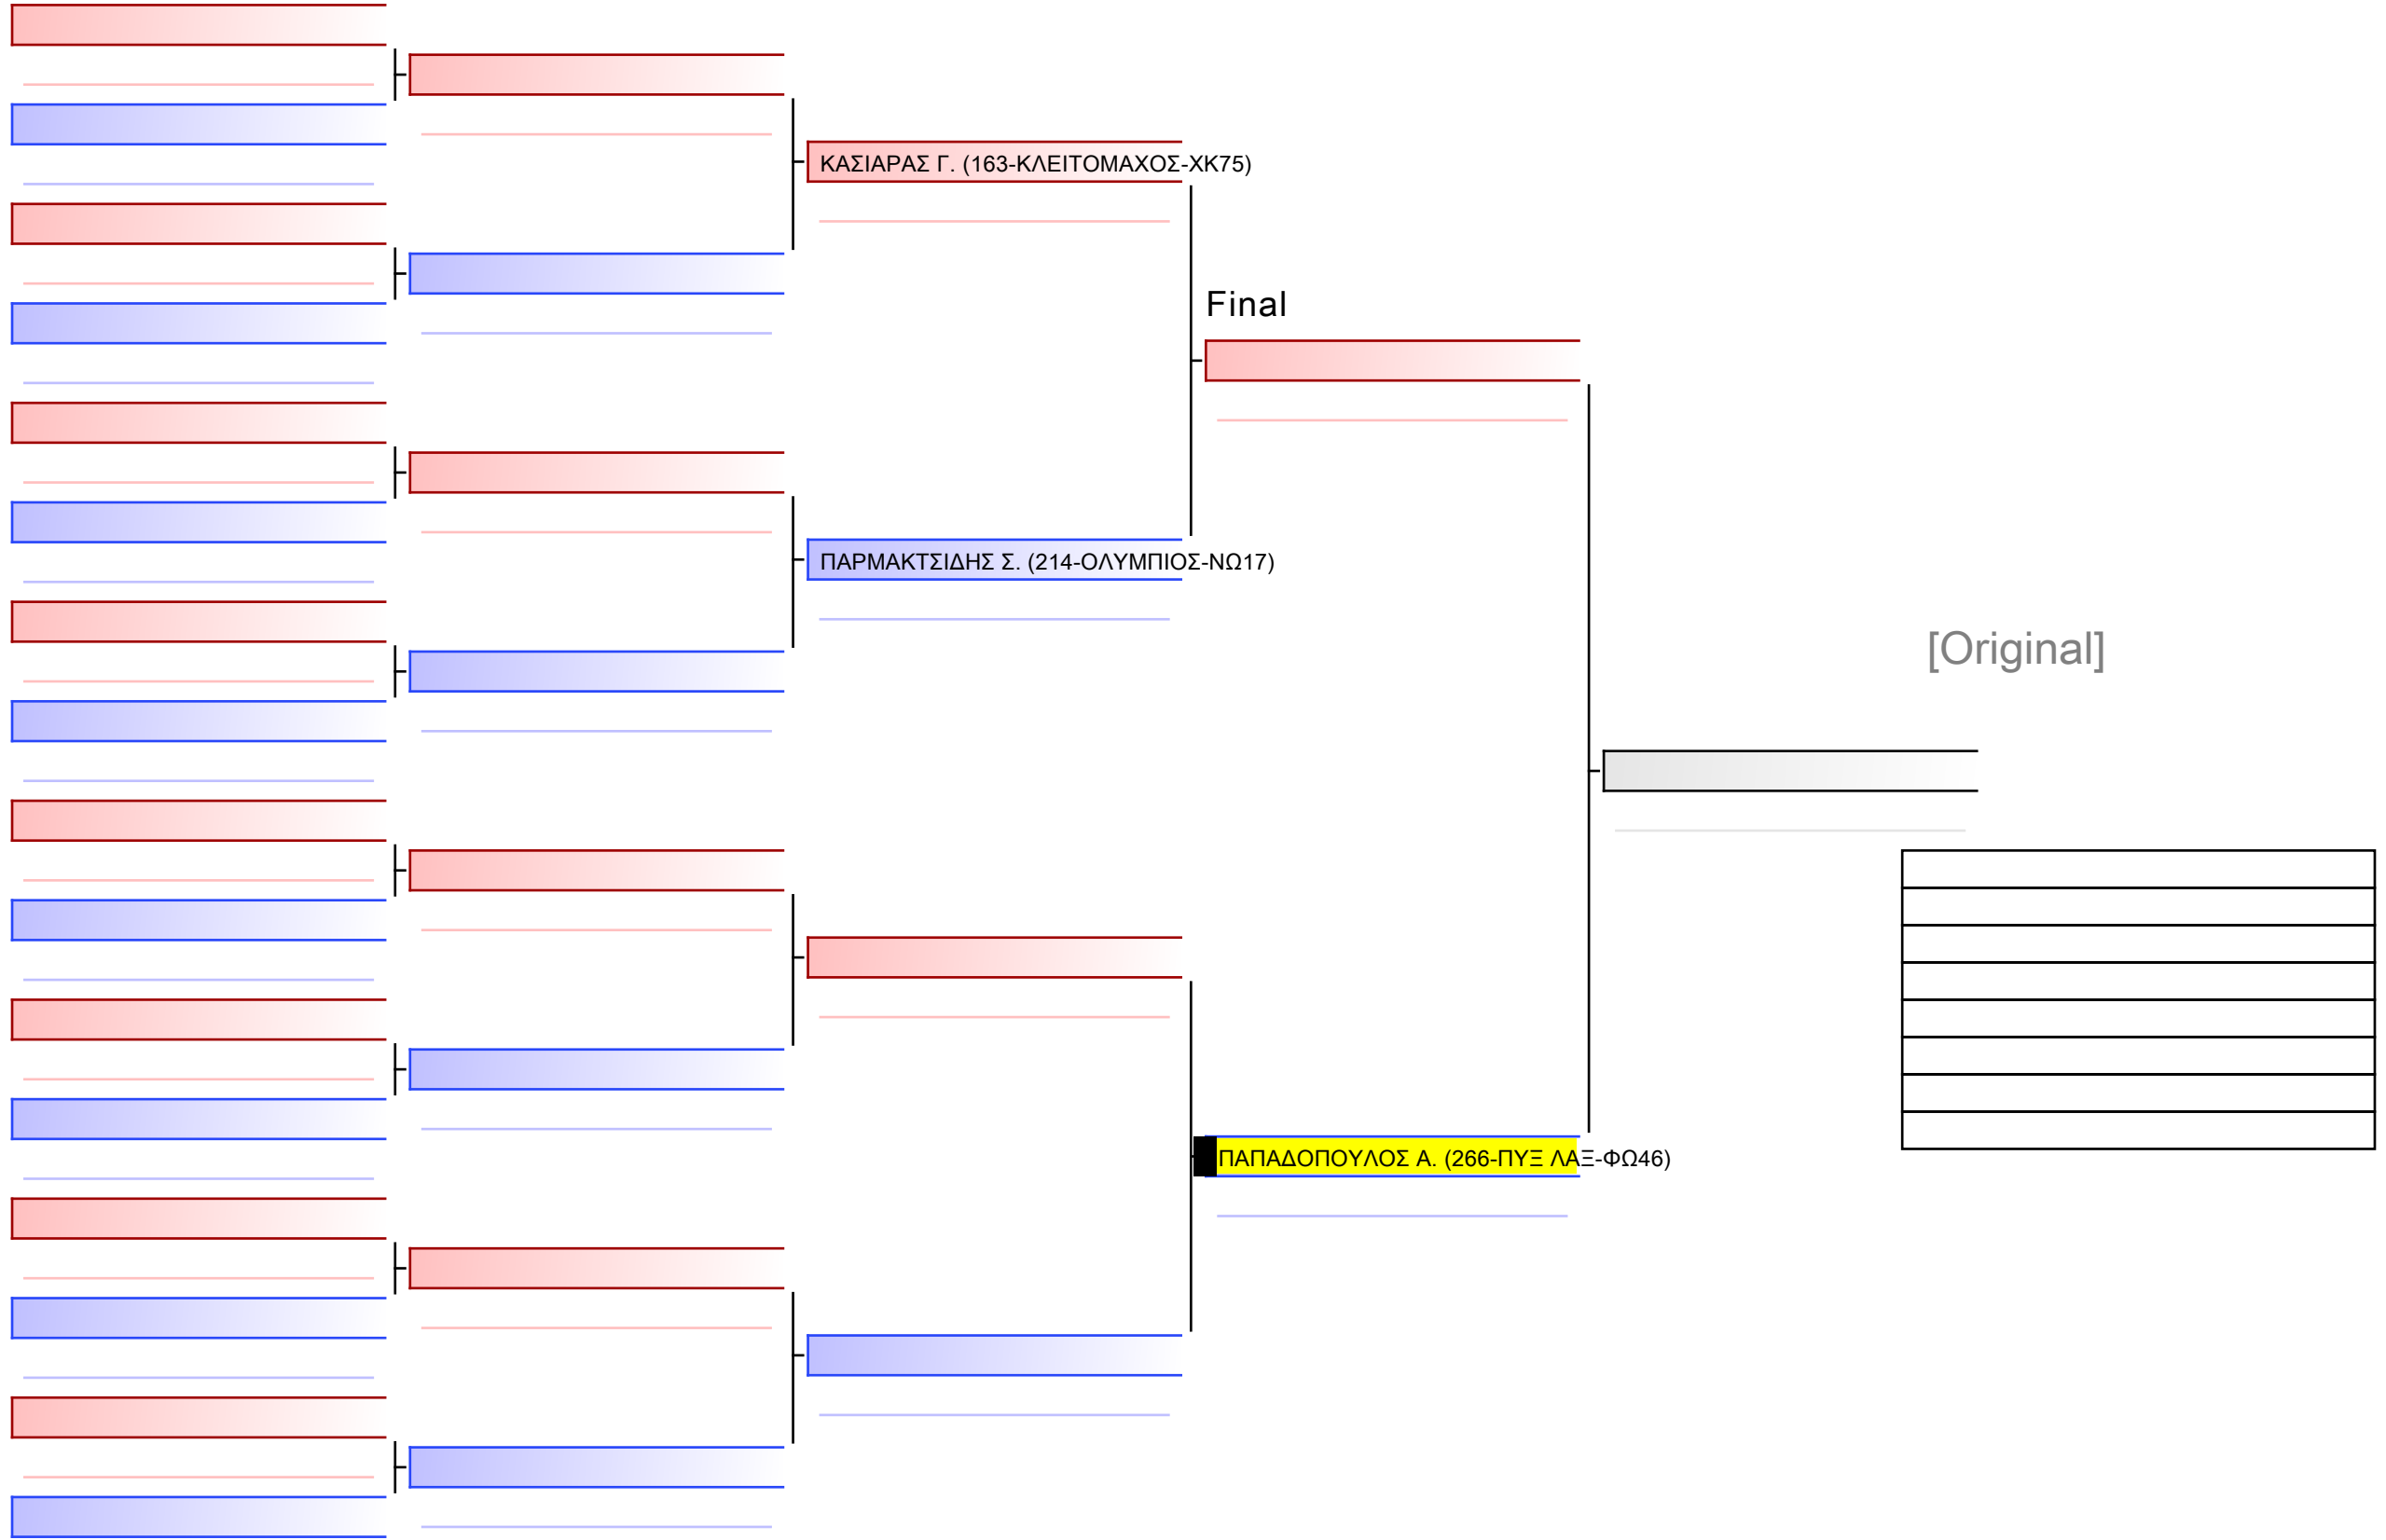 ΚΑΣΙΑΡΑΣ Γ. (163-ΚΛΕΙΤΟΜΑΧΟΣ-ΧΚ75)
Final
ΠΑΡΜΑΚΤΣΙΔΗΣ Σ. (214-ΟΛΥΜΠΙΟΣ-ΝΩ17)
[Original]
ΠΑΠΑΔΟΠΟΥΛΟΣ Α. (266-ΠΥΞ ΛΑΞ-ΦΩ46)